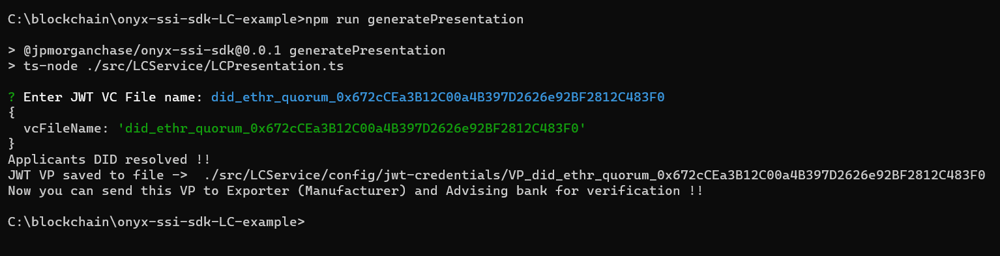 C:\blockchain\onyx-ssi-sdk-LC-example>npm run generatePresentation
> @jpmorganchase/onyx-ssi-sdk@0.0.1 generatePresentation
> ts-node ./src/LCService/LCPresentation.ts
? Enter JWT VC File name: did_ethr_quorum_0x672cCEa3B12C00a4B397D2626e92BF2812C483F0
{
  vcFileName: 'did_ethr_quorum_0x672cCEa3B12C00a4B397D2626e92BF2812C483F0'
}
Applicants DID resolved !!
JWT VP saved to file ->  ./src/LCService/config/jwt-credentials/VP_did_ethr_quorum_0x672cCEa3B12C00a4B397D2626e92BF2812C483F0
Now you can send this VP to Exporter (Manufacturer) and Advising bank for verification !!
C:\blockchain\onyx-ssi-sdk-LC-example>